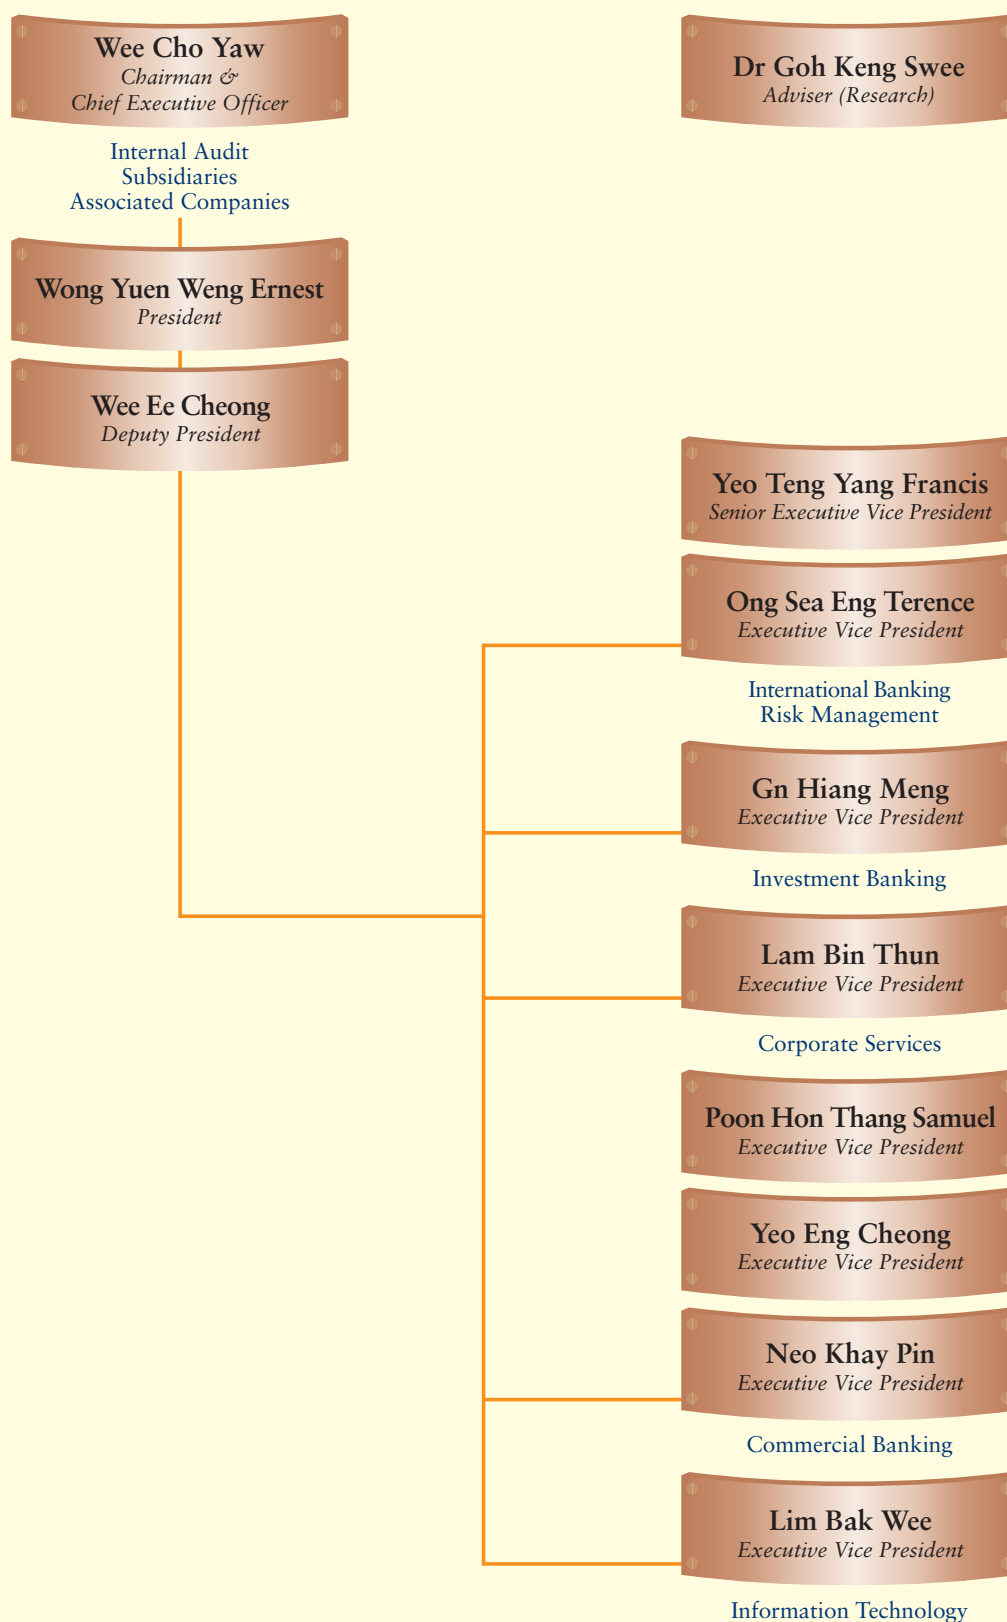 Wee Cho Yaw
Chairman &
Chief Executive Officer
Internal Audit
Subsidiaries
Associated Companies
Wong Yuen Weng Ernest
President
Wee Ee Cheong
Deputy President
Dr Goh Keng Swee
Adviser (Research)
Yeo Teng Yang Francis
Senior Executive Vice President
Ong Sea Eng Terence
Executive Vice President
International Banking
Risk Management
Gn Hiang Meng
Executive Vice President
Investment Banking
Lam Bin Thun
Executive Vice President
Corporate Services
Poon Hon Thang Samuel
Executive Vice President
Yeo Eng Cheong
Executive Vice President
Neo Khay Pin
Executive Vice President
Commercial Banking
Lim Bak Wee
Executive Vice President
Information Technology